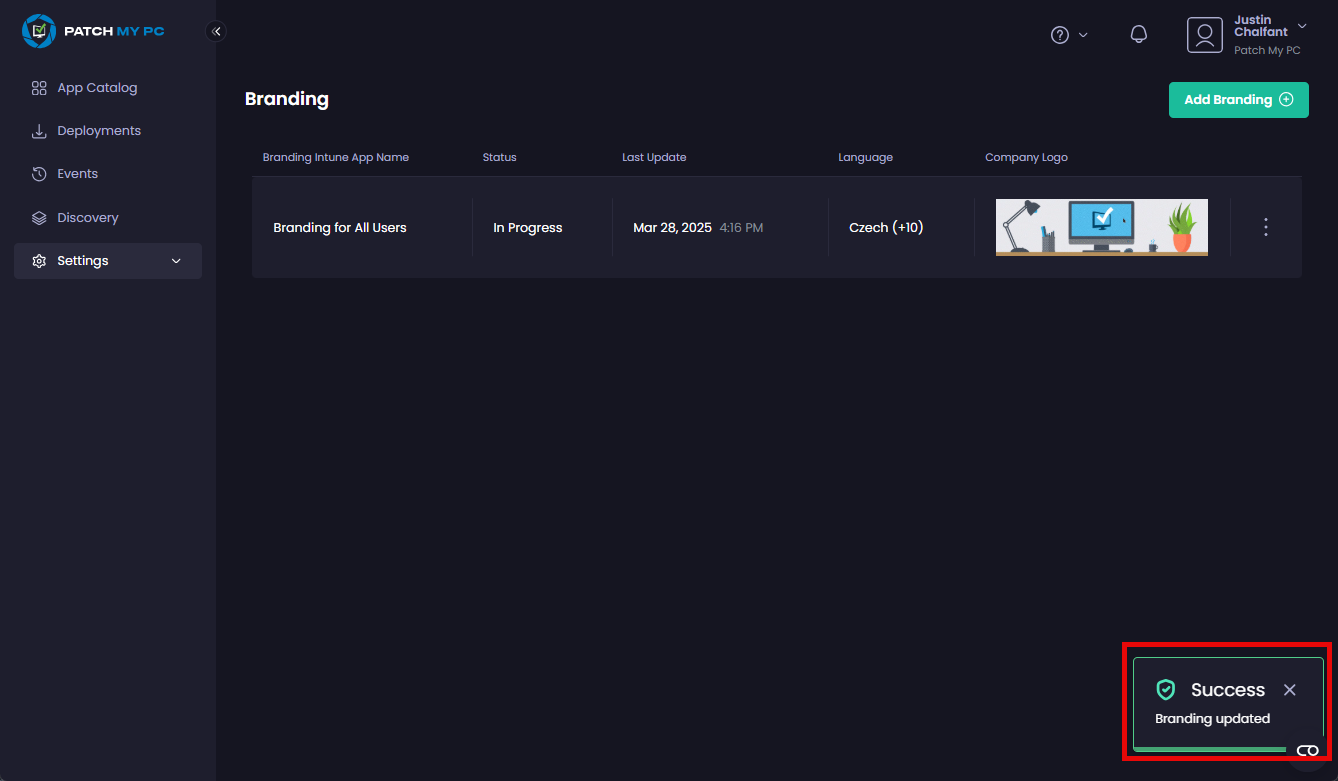 PATCH MY PC
Justin
Chalfant
Patch My PC
App Catalog
Deployments
Events
Discovery
Settings
Branding
Add Branding
Branding Intune App Name Status Last Update Language Company Logo
Branding for All Users In Progress Mar 28, 2025 4:16 PM Czech (+10)
Success
Branding updated